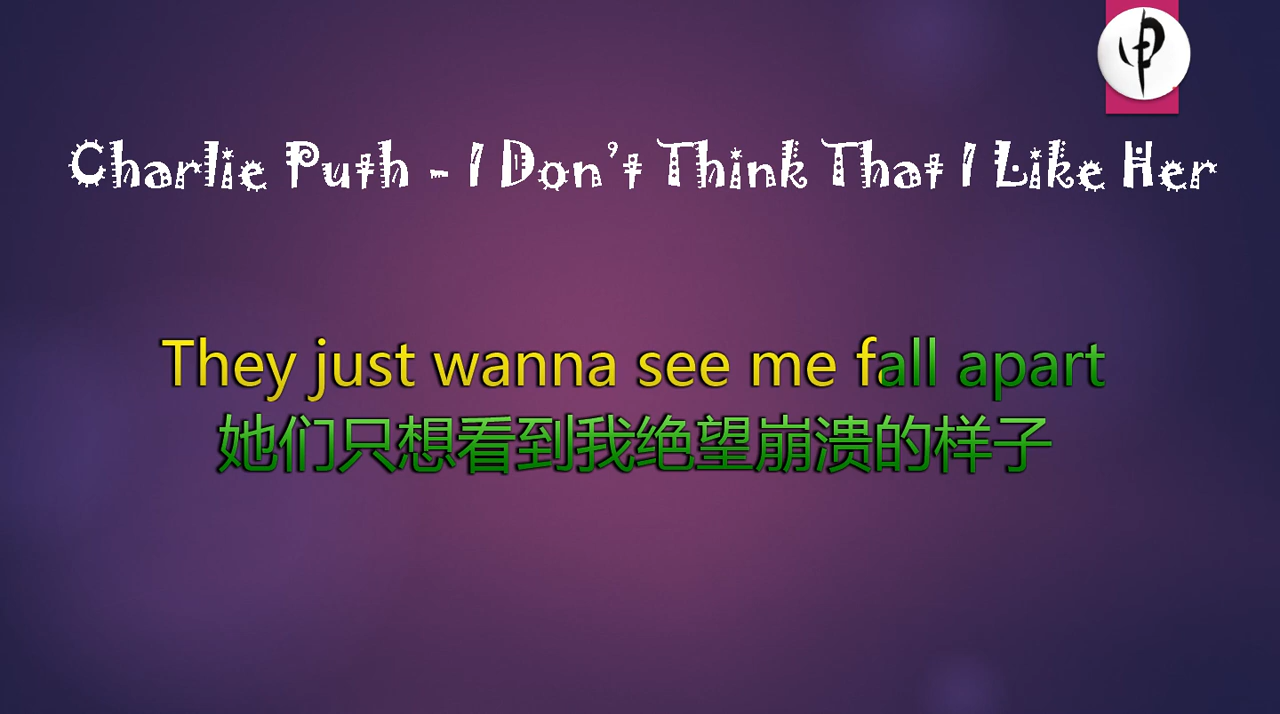 Charlie Puth - I Don't Think That I Like Her
They just wanna see me fall apart
她们只想看到我绝望崩溃的样子